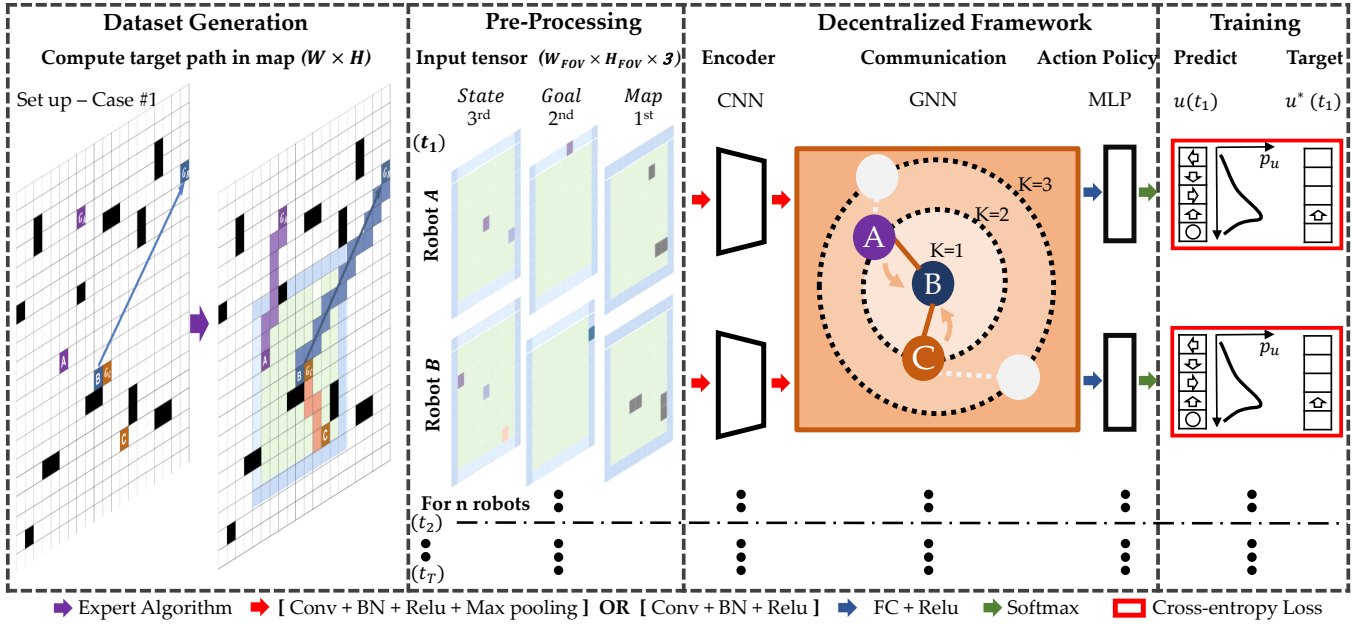 Dataset Generation
Compute target path in map (W × H)
Set up – Case #1
G_A
G_B
A
B
G_C
C
G_A
G_B
A
B
G_C
C
Pre-Processing
Input tensor (W_FOV × H_FOV × 3)
State Goal Map
3rd 2nd 1st
(t_1)
Robot A
Robot B
For n robots
(t_2)
(t_T)
Decentralized Framework
Encoder Communication Action Policy
CNN GNN MLP
K=3
K=2
K=1
A
B
C
Training
Predict Target
u(t_1) u* (t_1)
p_u
p_u
Expert Algorithm [ Conv + BN + Relu + Max pooling ] OR [ Conv + BN + Relu ] FC + Relu Softmax Cross-entropy Loss